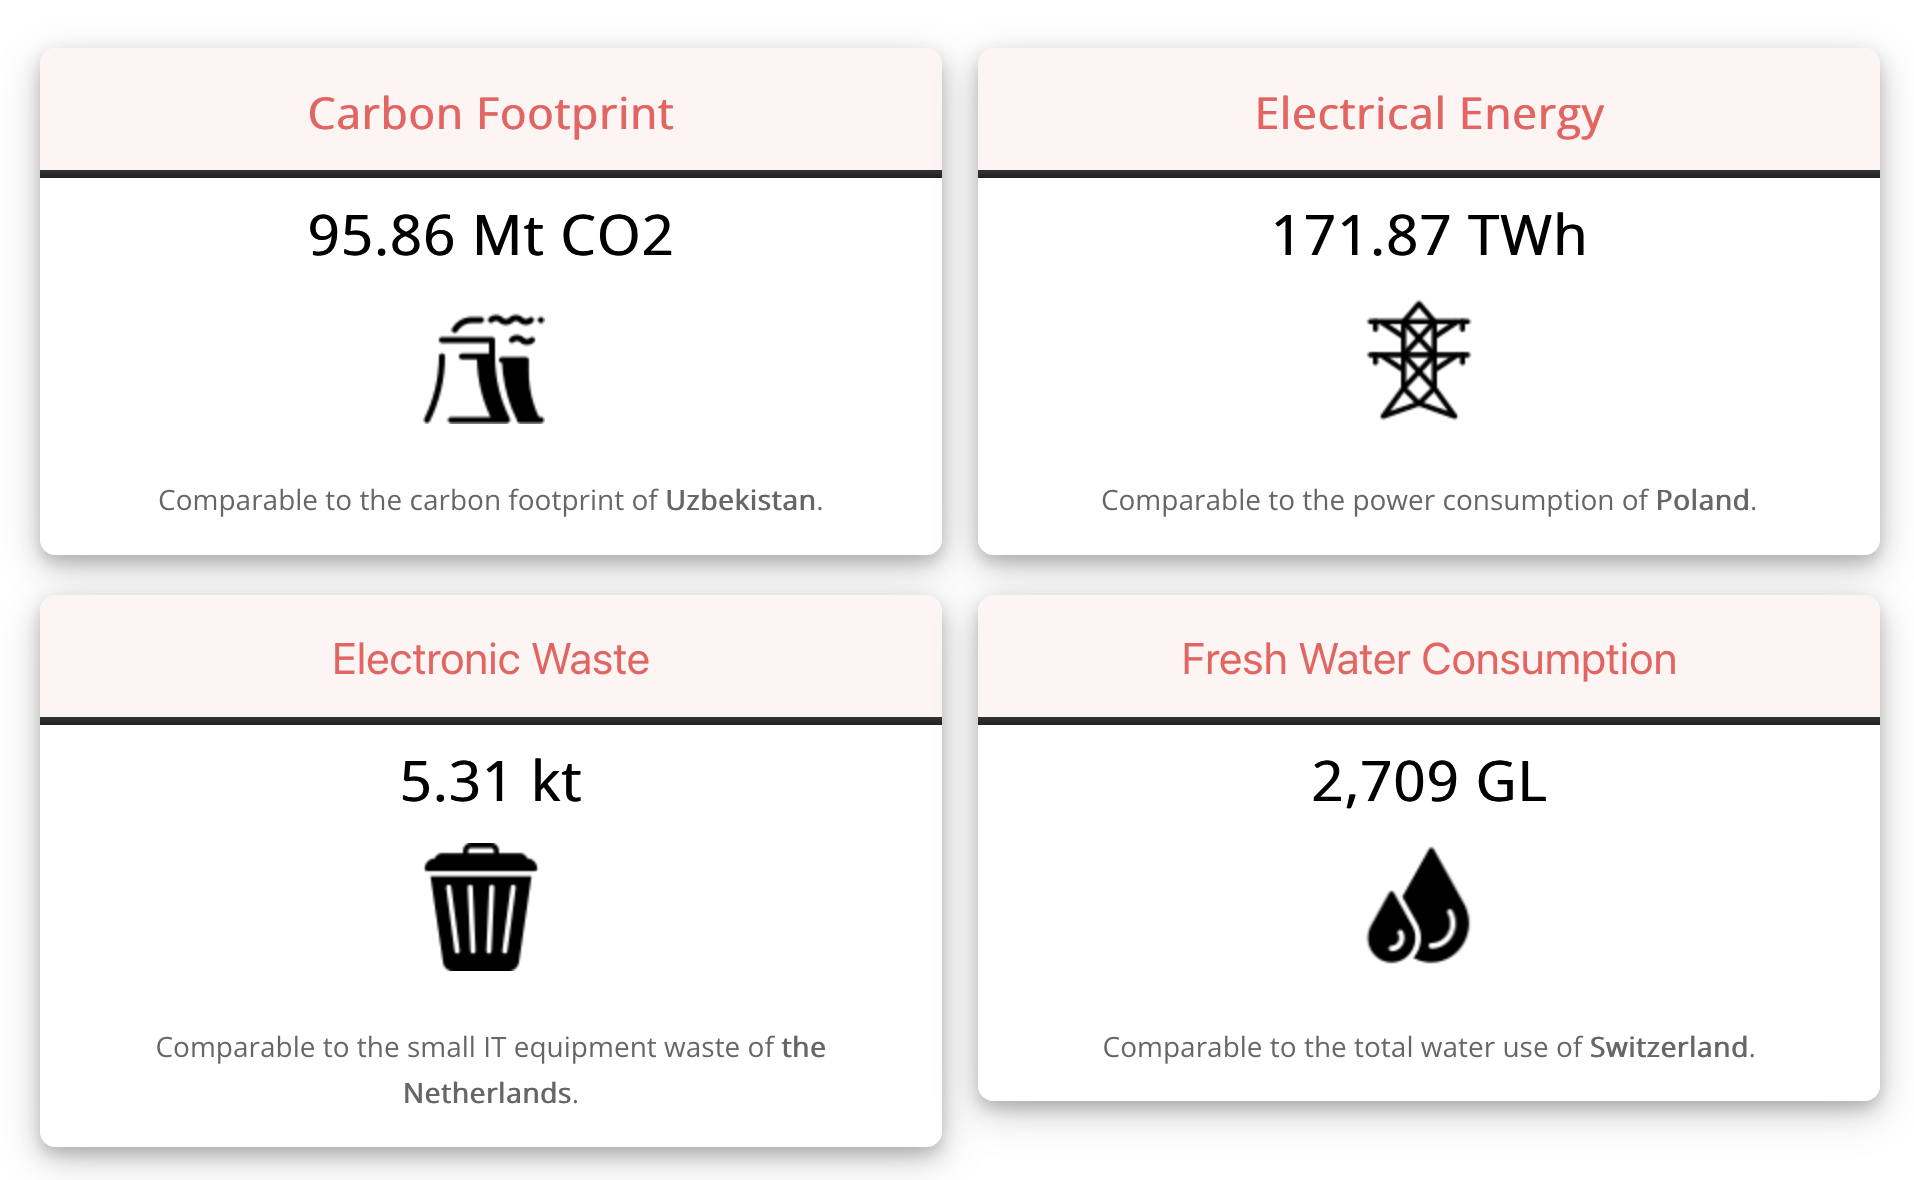 Carbon Footprint
95.86 Mt CO2
Comparable to the carbon footprint of Uzbekistan.
Electrical Energy
171.87 TWh
Comparable to the power consumption of Poland.
Electronic Waste
5.31 kt
Comparable to the small IT equipment waste of the
Netherlands.
Fresh Water Consumption
2,709 GL
Comparable to the total water use of Switzerland.